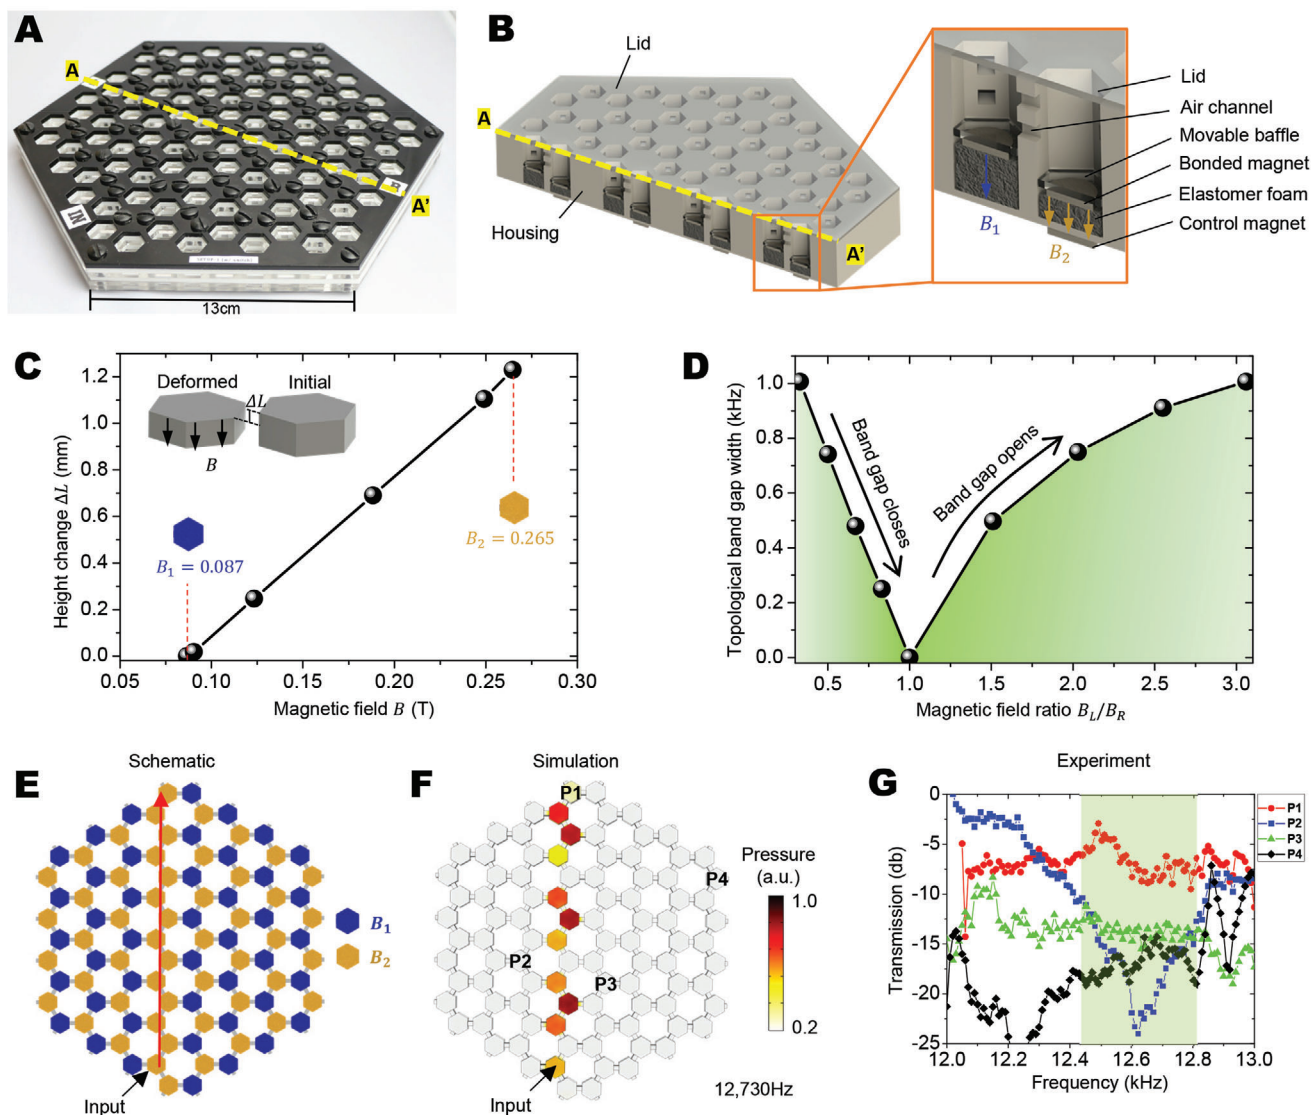 A
A
A'
IN
13cm
B
Lid
A
A'
Housing
B₁
B₂
Lid
Air channel
Movable baffle
Bonded magnet
Elastomer foam
Control magnet
C
Height change ΔL (mm)
1.2
1.0
0.8
0.6
0.4
0.2
0.0
Deformed
Initial
ΔL
B
B₁ = 0.087
B₂ = 0.265
0.05
0.10
0.15
0.20
0.25
0.30
Magnetic field B (T)
D
Topological band gap width (kHz)
1.0
0.8
0.6
0.4
0.2
0.0
Band gap closes
Band gap opens
0.5
1.0
1.5
2.0
2.5
3.0
Magnetic field ratio B_L/B_R
E
Schematic
B₁
B₂
Input
F
Simulation
P1
P4
P2
P3
Pressure
(a.u.)
1.0
0.2
Input
12,730Hz
G
Experiment
Transmission (db)
0
-5
-10
-15
-20
-25
12.0
12.2
12.4
12.6
12.8
13.0
Frequency (kHz)
P1
P2
P3
P4